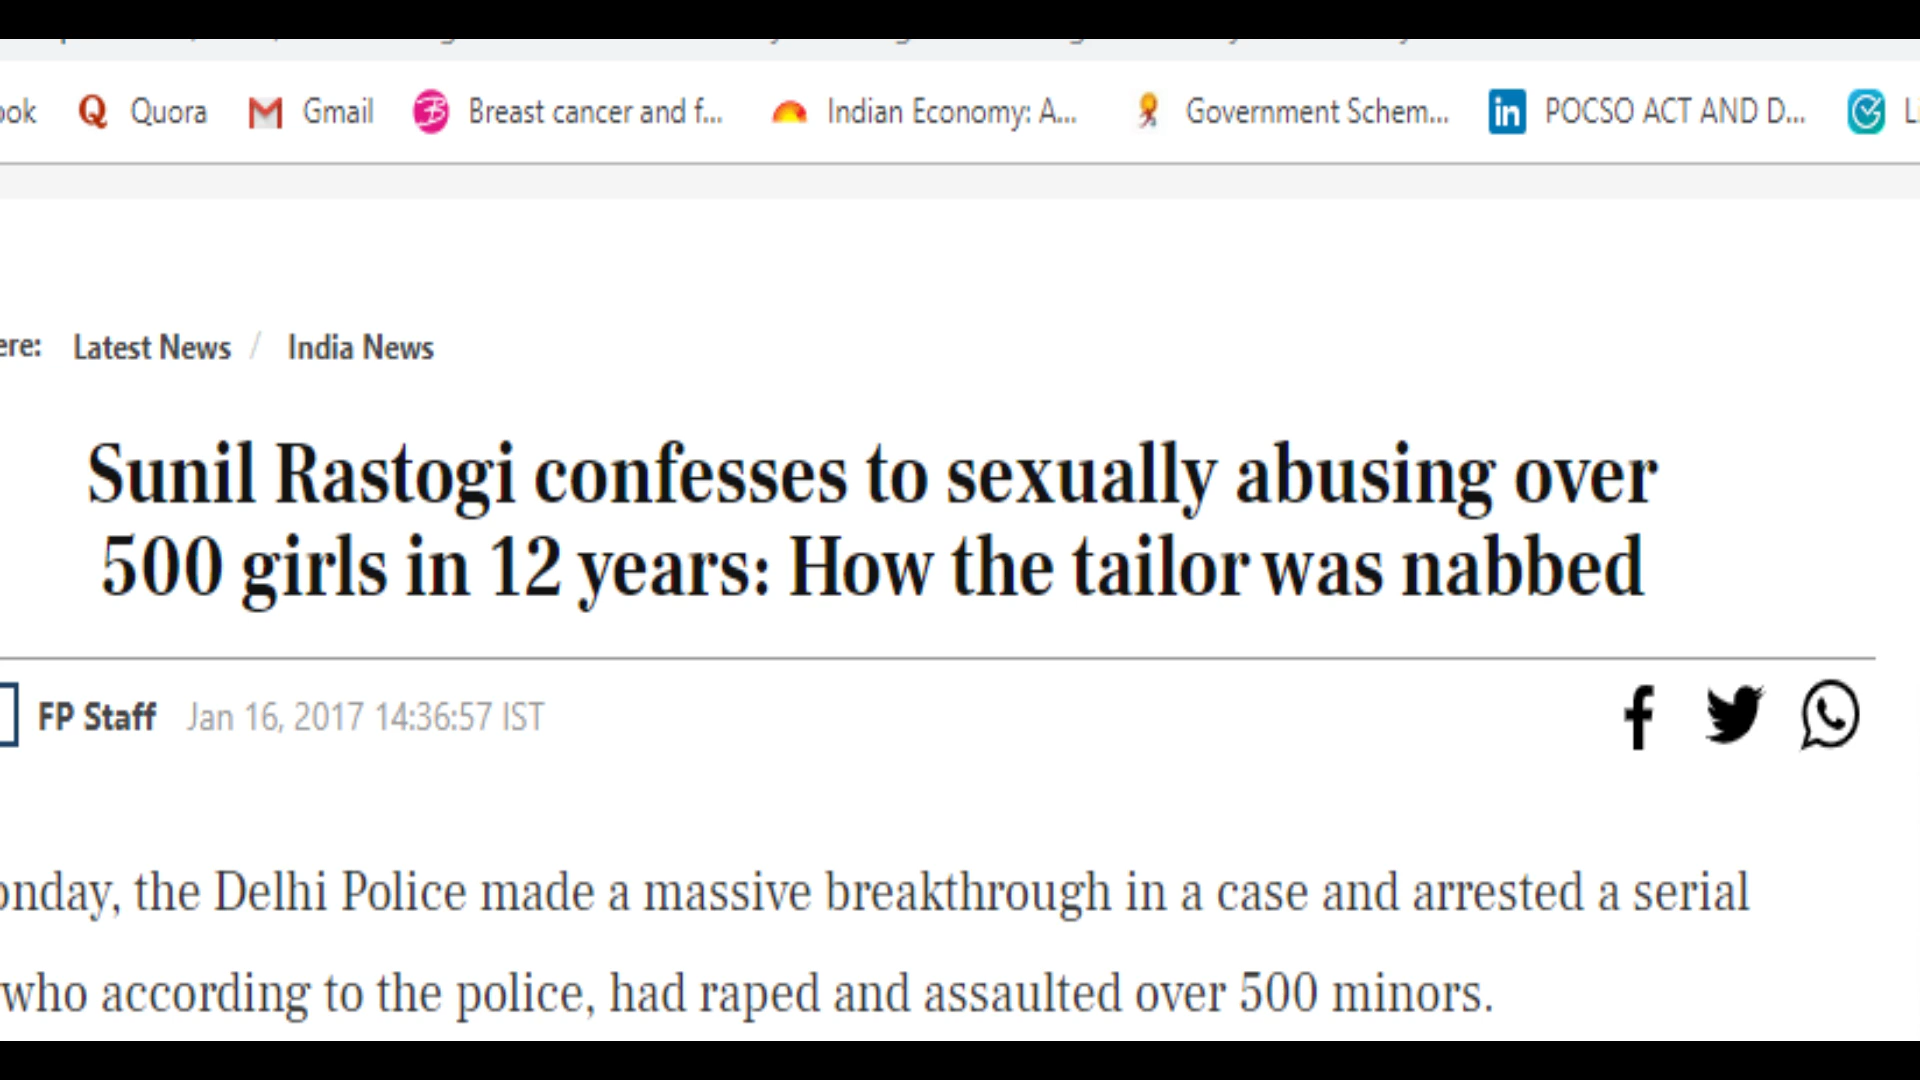 ook Quora Gmail Breast cancer and f... Indian Economy: A... Government Schem... in POCSO ACT AND D... Li
ere: Latest News / India News
Sunil Rastogi confesses to sexually abusing over
500 girls in 12 years: How the tailor was nabbed
FP Staff Jan 16, 2017 14:36:57 IST
onday, the Delhi Police made a massive breakthrough in a case and arrested a serial
who according to the police, had raped and assaulted over 500 minors.